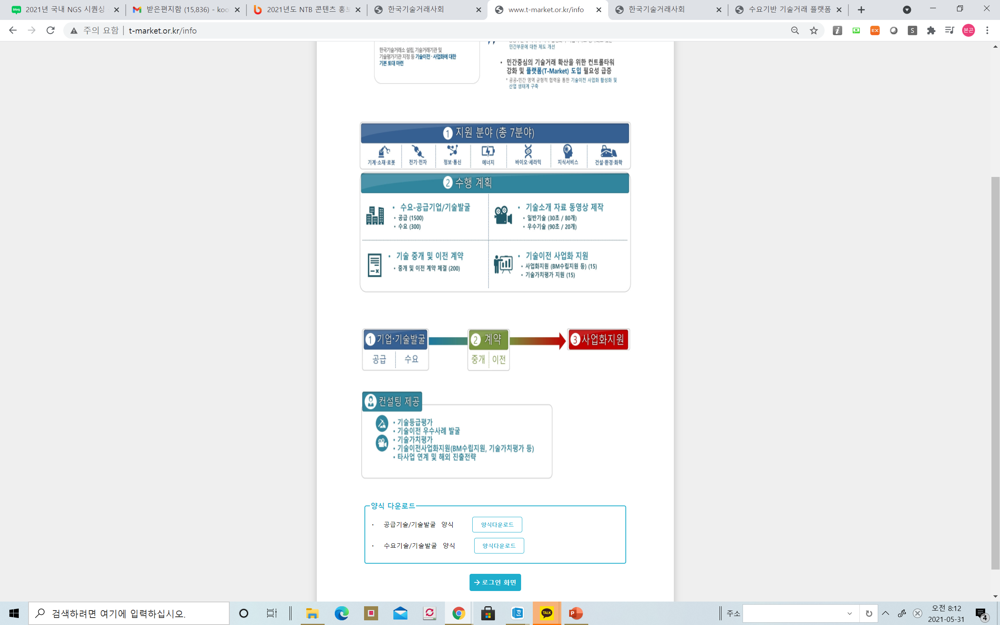 2021년 국내 NGS 시퀀싱
받은편지함 (15,836) - koo
2021년도 NTB 콘텐츠 홍보
한국기술거래사회
www.t-market.or.kr/info
한국기술거래사회
수요기반 기술거래 플랫폼
주의 요함
t-market.or.kr/info
본곤
한국기술거래소 설립, 기술거래기관 및
기술평가기관 지정 등 기술이전 · 사업화에 대한
기본 토대 마련
민간부문에 대한 제도 개선
• 민간중심의 기술거래 확산을 위한 컨트롤타워
강화 및 플랫폼(T-Market) 도입 필요성 급증
* 공공-민간 영역 균형적 협력을 통한 기술이전 사업화 활성화 및
산업 생태계 구축
1 지원 분야 (총 7분야)
기계·소재·로봇
전기·전자
정보·통신
에너지
바이오·세라믹
지식서비스
건설·환경·화학
2 수행 계획
• 수요-공급기업/기술발굴
• 공급 (1500)
• 수요 (300)
• 기술소개 자료 동영상 제작
• 일반기술 (30초 / 80개)
• 우수기술 (90초 / 20개)
• 기술 중개 및 이전 계약
• 중개 및 이전 계약 체결 (200)
• 기술이전 사업화 지원
• 사업화지원 (BM수립지원 등) (15)
• 기술가치평가 지원 (15)
1 기업·기술발굴
공급 수요
2 계약
중개 이전
3 사업화지원
컨설팅 제공
• 기술등급평가
• 기술이전 우수사례 발굴
• 기술가치평가
• 기술이전사업화지원(BM수립지원, 기술가치평가 등)
• 타사업 연계 및 해외 진출전략
양식 다운로드
• 공급기술/기술발굴 양식
양식다운로드
• 수요기술/기술발굴 양식
양식다운로드
→ 로그인 화면
검색하려면 여기에 입력하십시오.
주소
오전 8:12
2021-05-31
4